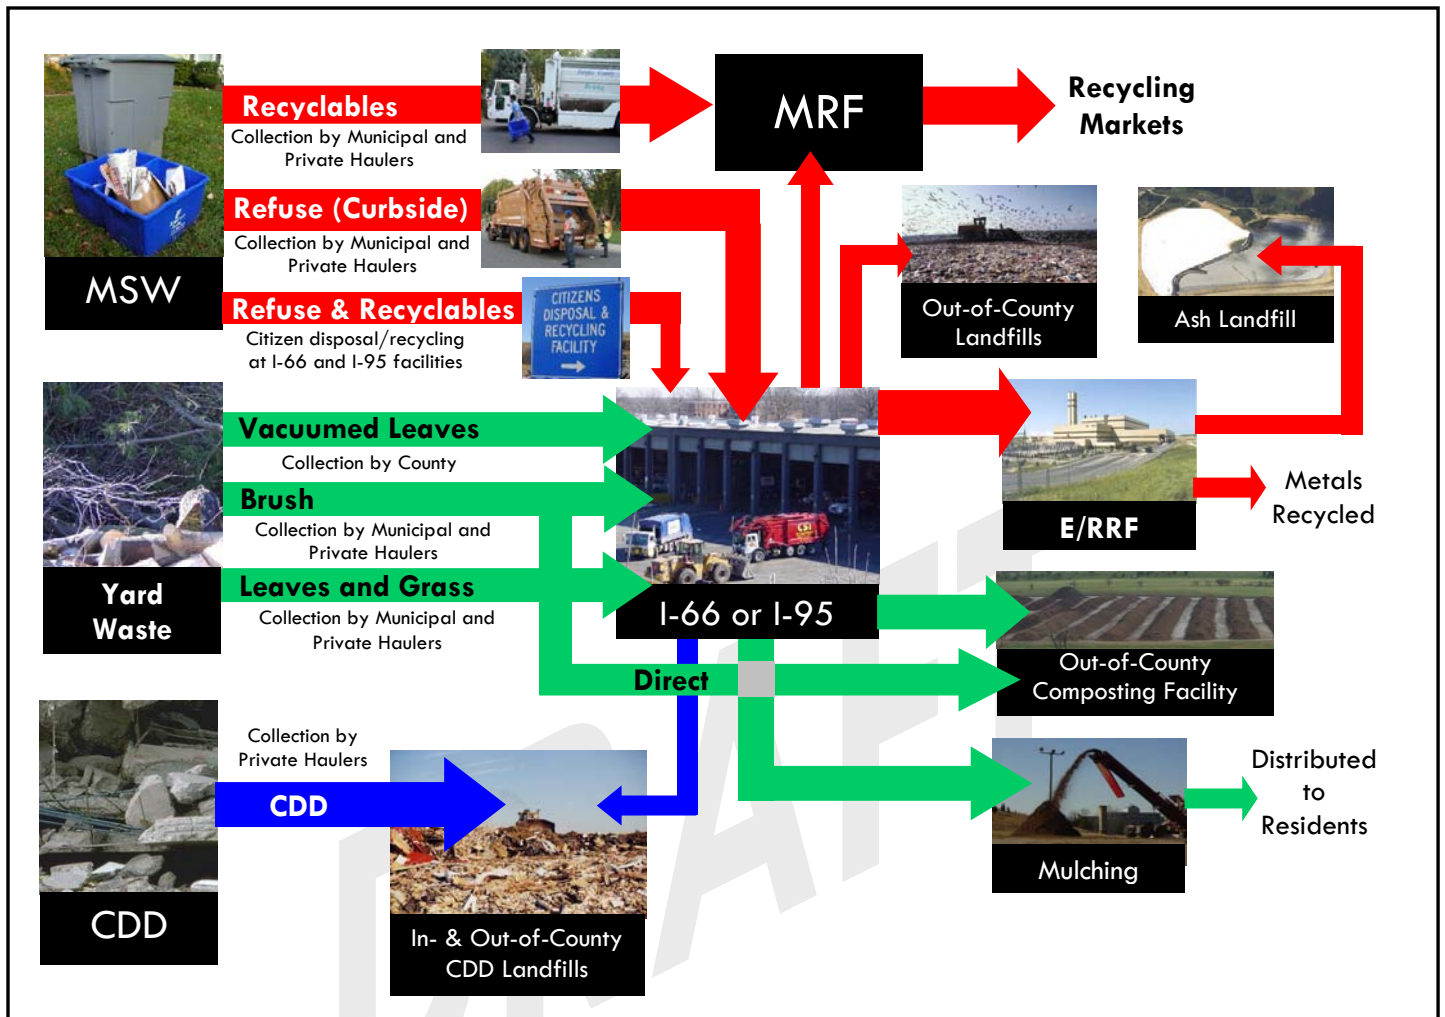 Recyclables
Collection by Municipal and
Private Haulers
MRF
Recycling
Markets
Refuse (Curbside)
Collection by Municipal and
Private Haulers
MSW
Refuse & Recyclables
Citizen disposal/recycling
at I-66 and I-95 facilities
CITIZENS
DISPOSAL &
RECYCLING
FACILITY
Out-of-County
Landfills
Ash Landfill
Vacuumed Leaves
Collection by County
Brush
Collection by Municipal and
Private Haulers
Leaves and Grass
Collection by Municipal and
Private Haulers
Yard
Waste
CSI
I-66 or I-95
E/RRF
Metals
Recycled
Out-of-County
Composting Facility
Direct
Collection by
Private Haulers
CDD
CDD
In- & Out-of-County
CDD Landfills
Mulching
Distributed
to
Residents
DRAFT